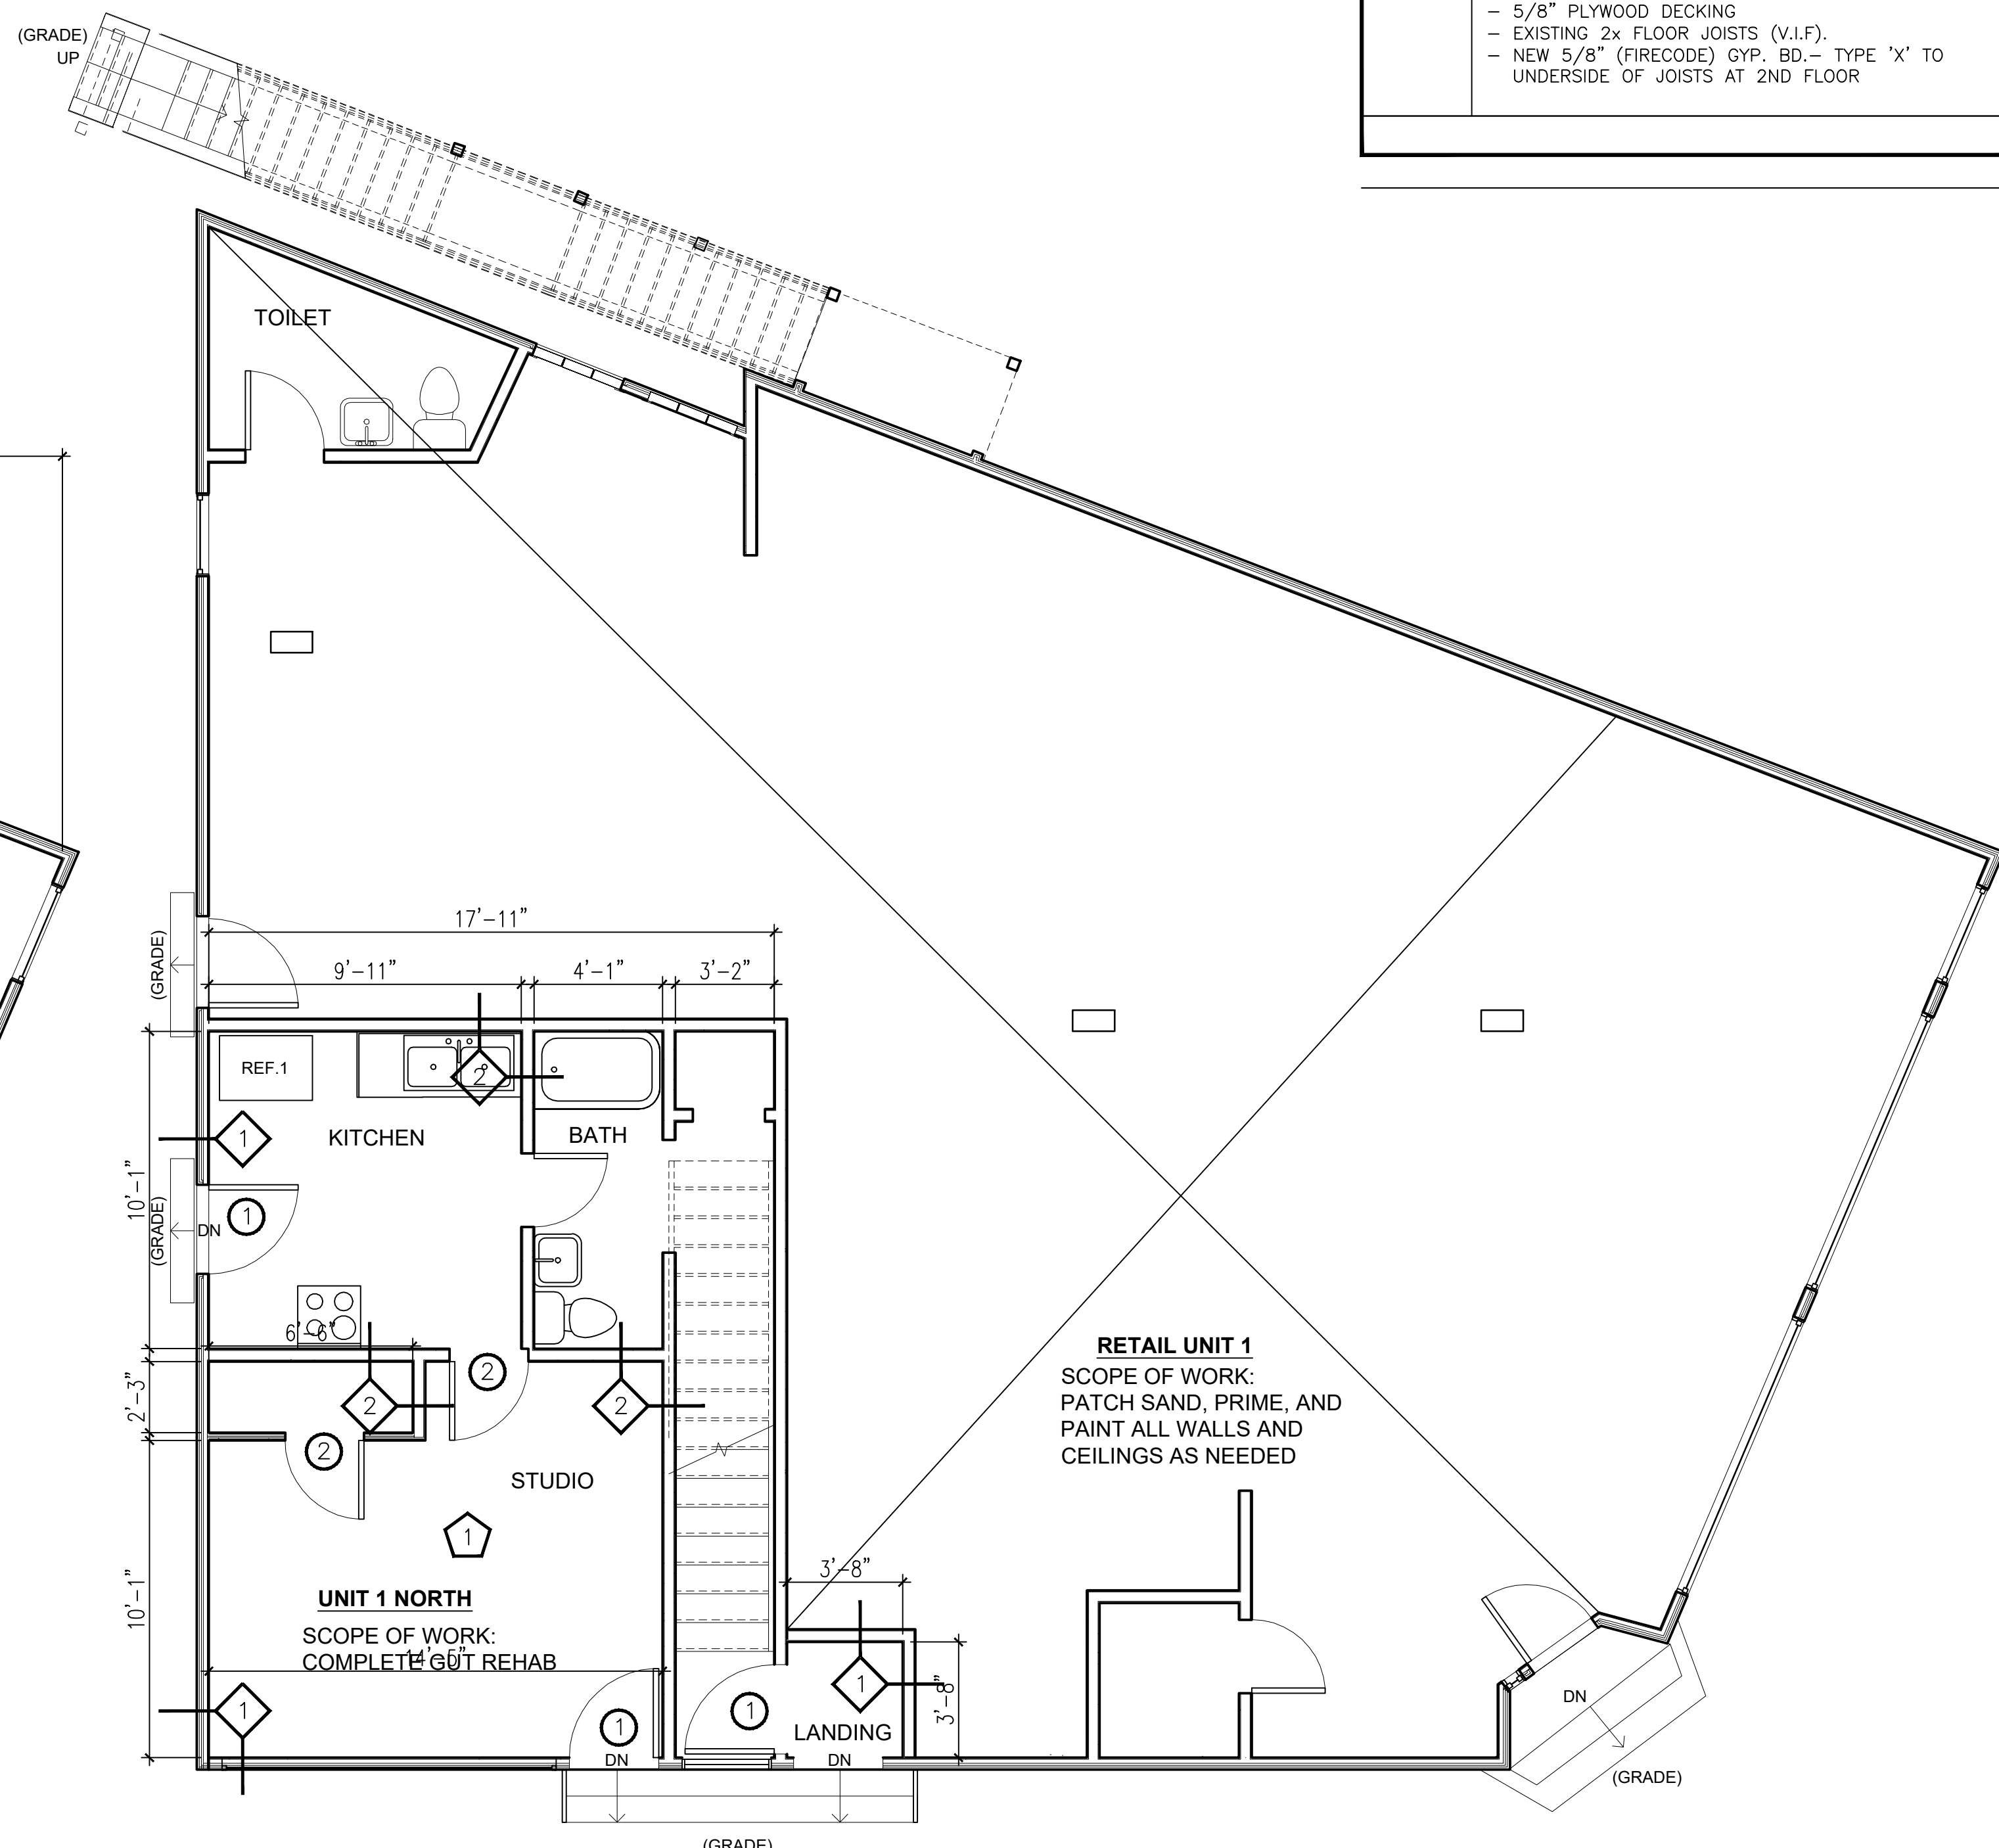 – 5/8” PLYWOOD DECKING
– EXISTING 2x FLOOR JOISTS (V.I.F).
– NEW 5/8” (FIRECODE) GYP. BD.– TYPE 'X' TO
UNDERSIDE OF JOISTS AT 2ND FLOOR
(GRADE)
UP
TOILET
17'–11”
9'–11”
4'–1”
3'–2”
(GRADE)
REF.1
2
1
KITCHEN
BATH
10'–1”
(GRADE)
DN
1
6'–6”
2
2'–3”
2
2
2
STUDIO
1
RETAIL UNIT 1
SCOPE OF WORK:
PATCH SAND, PRIME, AND
PAINT ALL WALLS AND
CEILINGS AS NEEDED
10'–1”
UNIT 1 NORTH
SCOPE OF WORK:
COMPLETE GUT REHAB
14'–5”
3'–8”
3'–8”
1
1
1
1
LANDING
DN
DN
(GRADE)
DN
(GRADE)